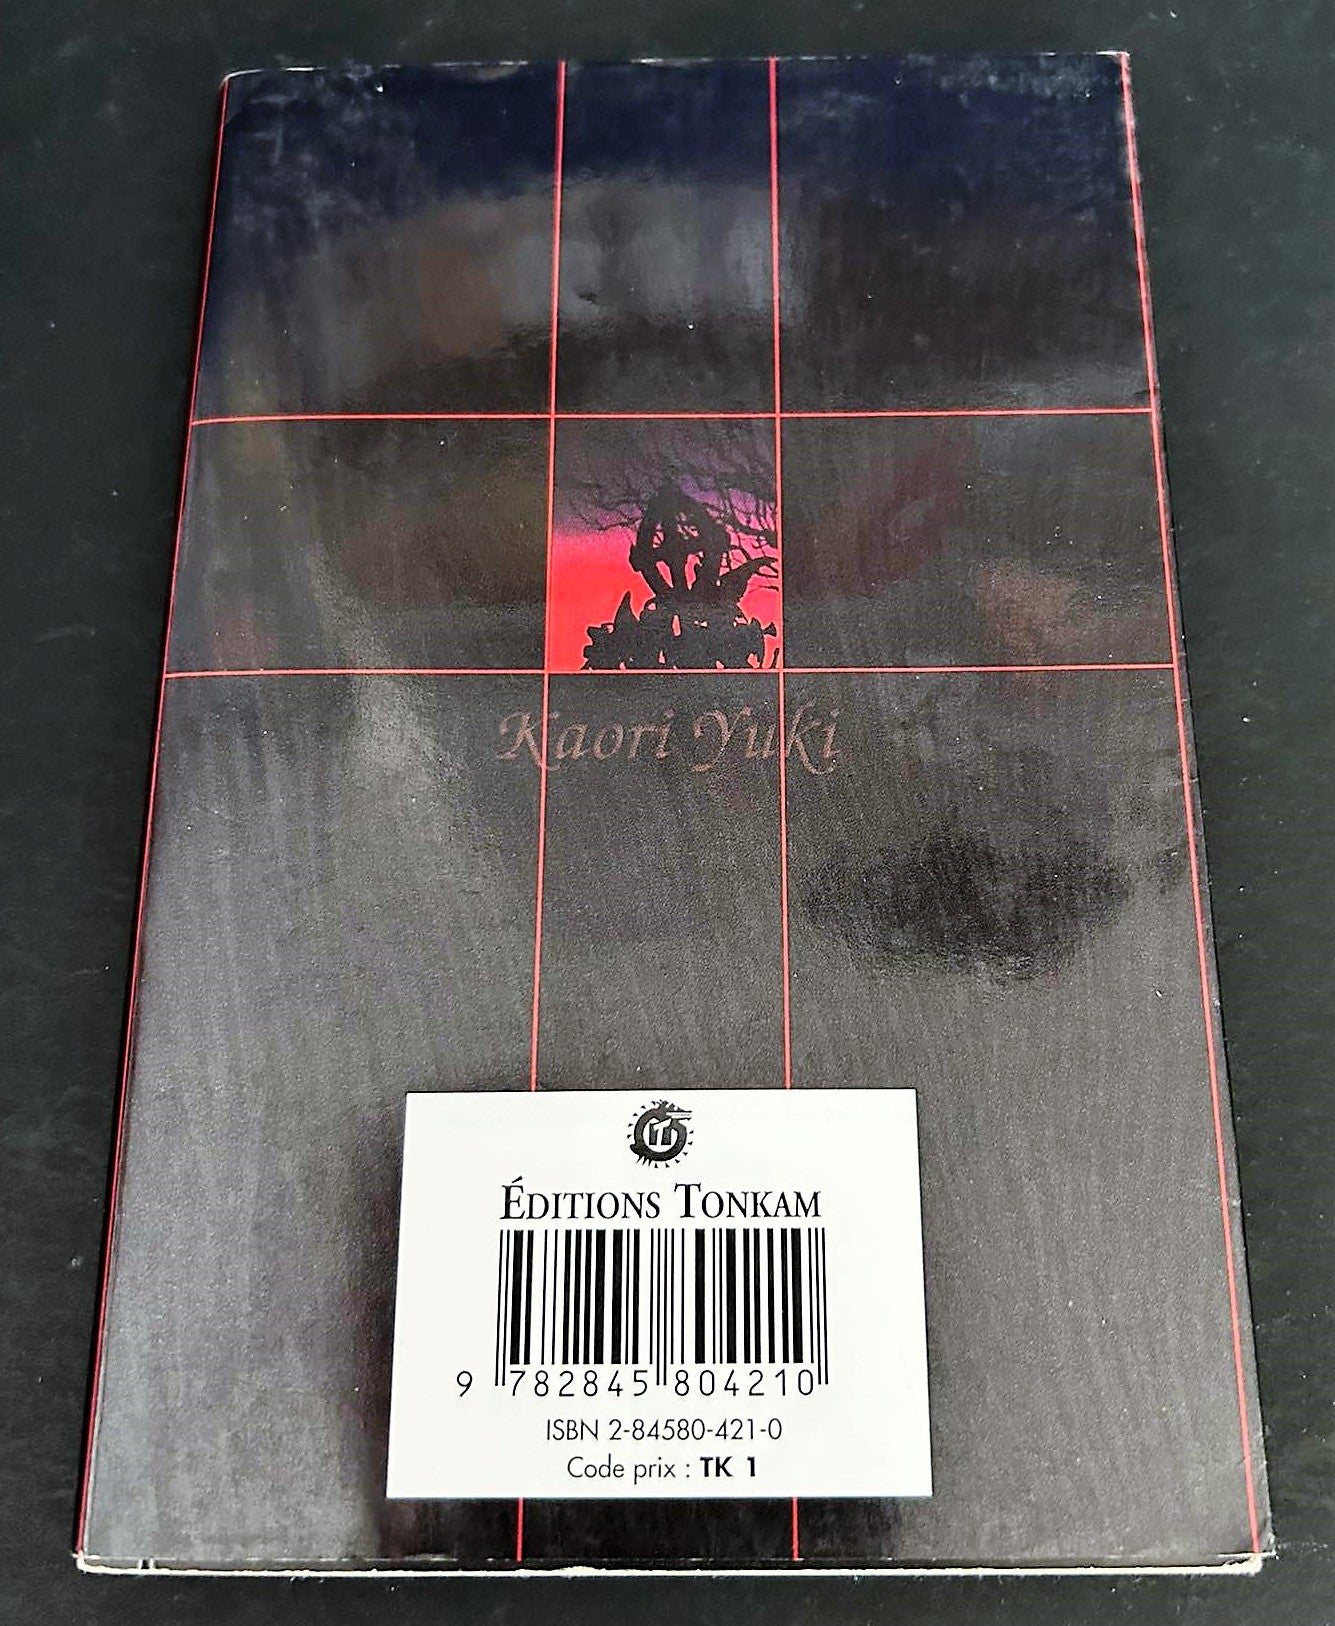 Kaori Yuki
ÉDITIONS TONKAM
9 782845 804210
ISBN 2-84580-421-0
Code prix : TK 1